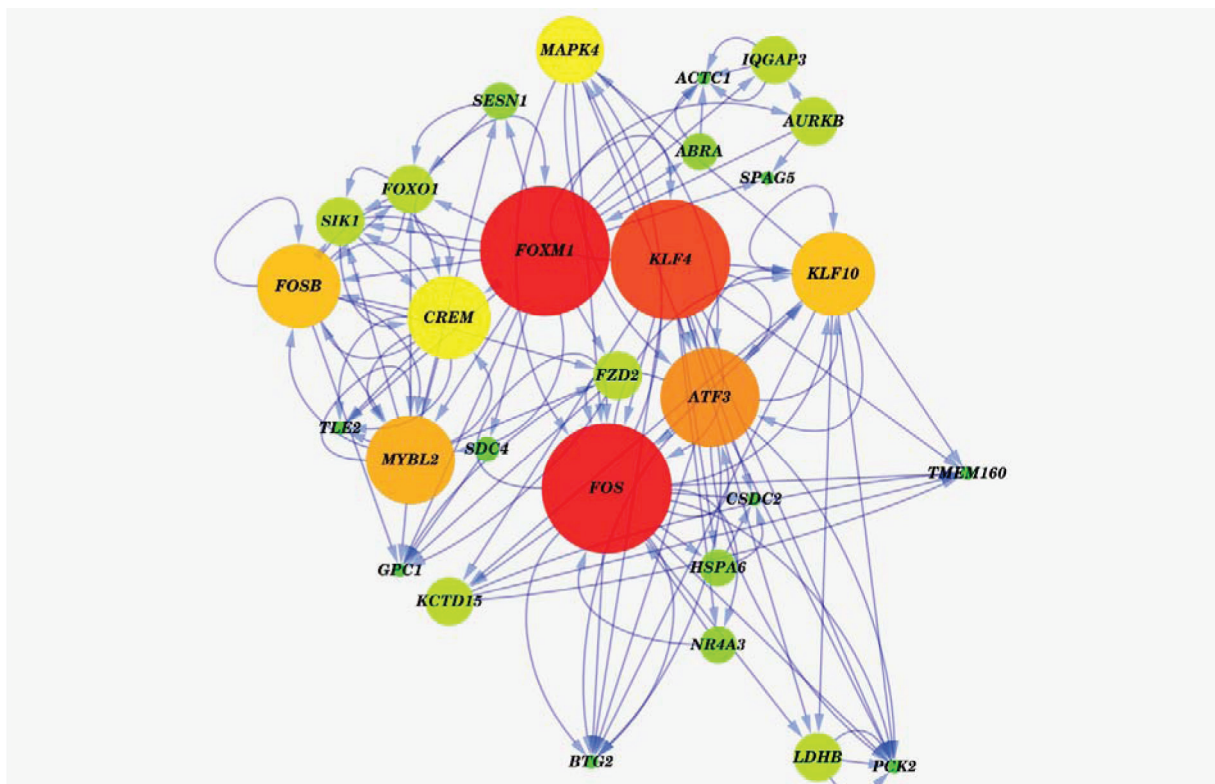 MAPK4
IQGAP3
ACTC1
SESN1
AURKB
ABRA
SPAG5
FOXO1
SIK1
FOXM1
KLF4
KLF10
FOSB
CREM
FZD2
ATF3
TLE2
SDC4
MYBL2
TMEM160
FOS
CSDC2
GPC1
HSPA6
KCTD15
NR4A3
BTG2
LDHB
PCK2